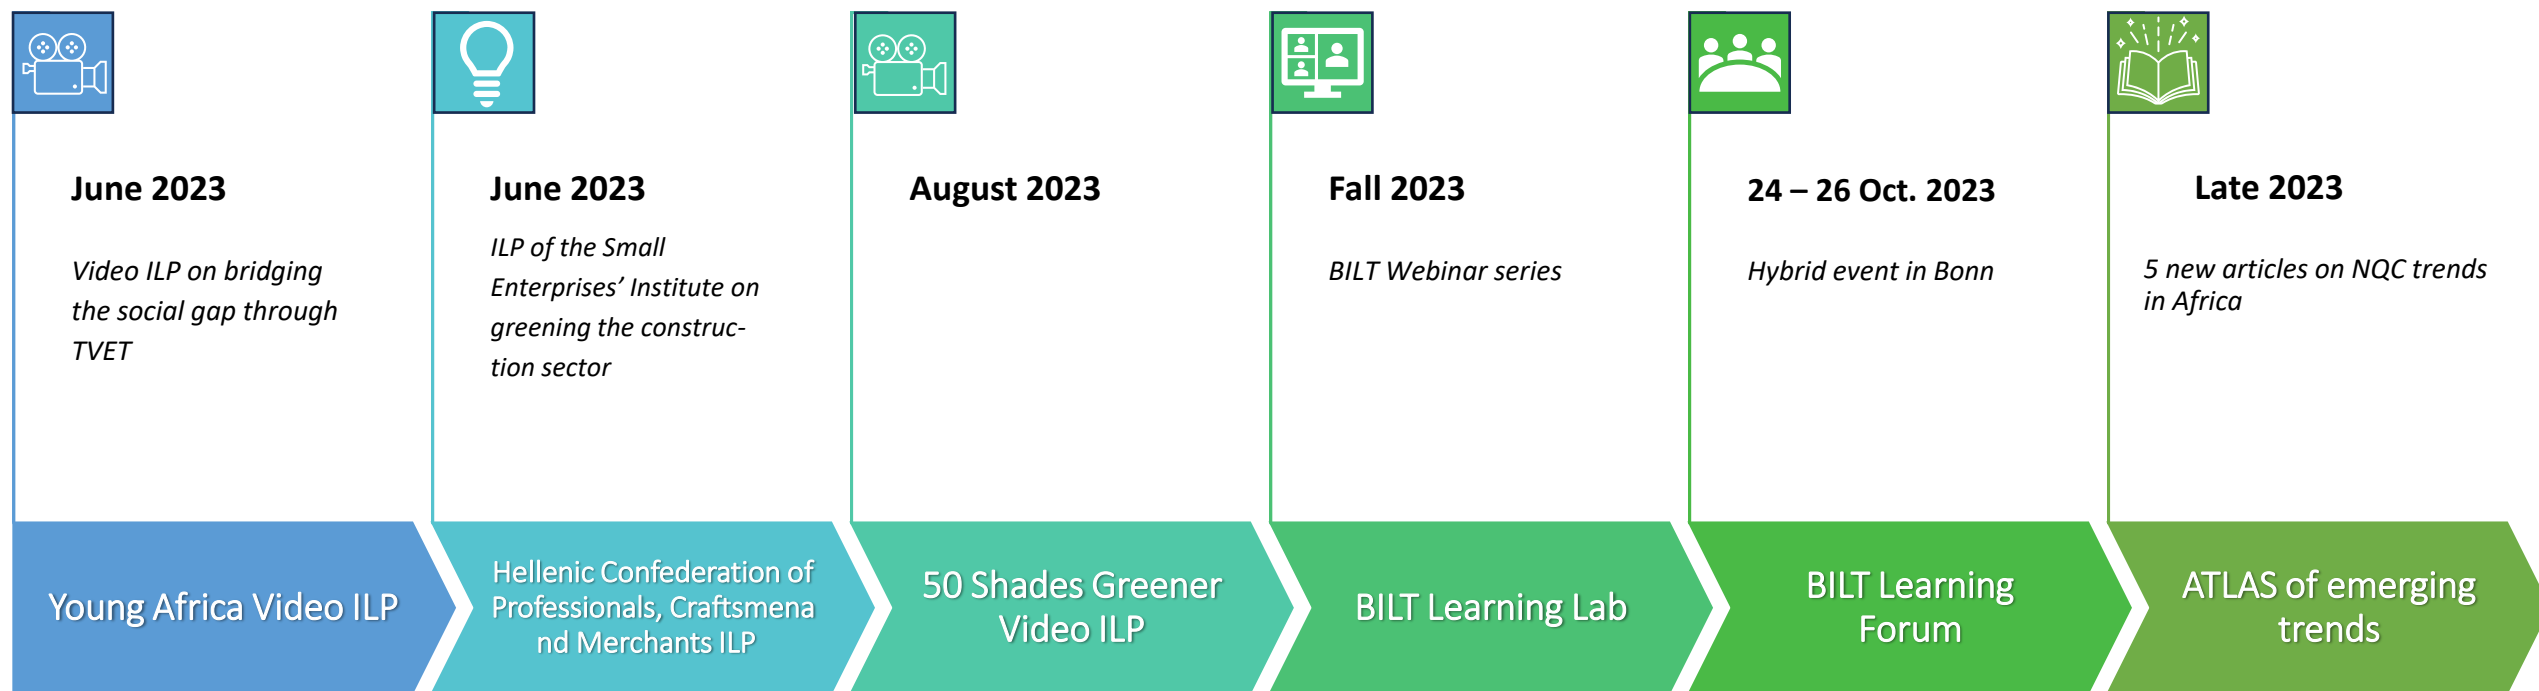 June 2023
Video ILP on bridging
the social gap through
TVET
Young Africa Video ILP
June 2023
ILP of the Small
Enterprises’ Institute on
greening the construc-
tion sector
Hellenic Confederation of
Professionals, Craftsmena
nd Merchants ILP
August 2023
50 Shades Greener
Video ILP
Fall 2023
BILT Webinar series
BILT Learning Lab
24 – 26 Oct. 2023
Hybrid event in Bonn
BILT Learning
Forum
Late 2023
5 new articles on NQC trends
in Africa
ATLAS of emerging
trends